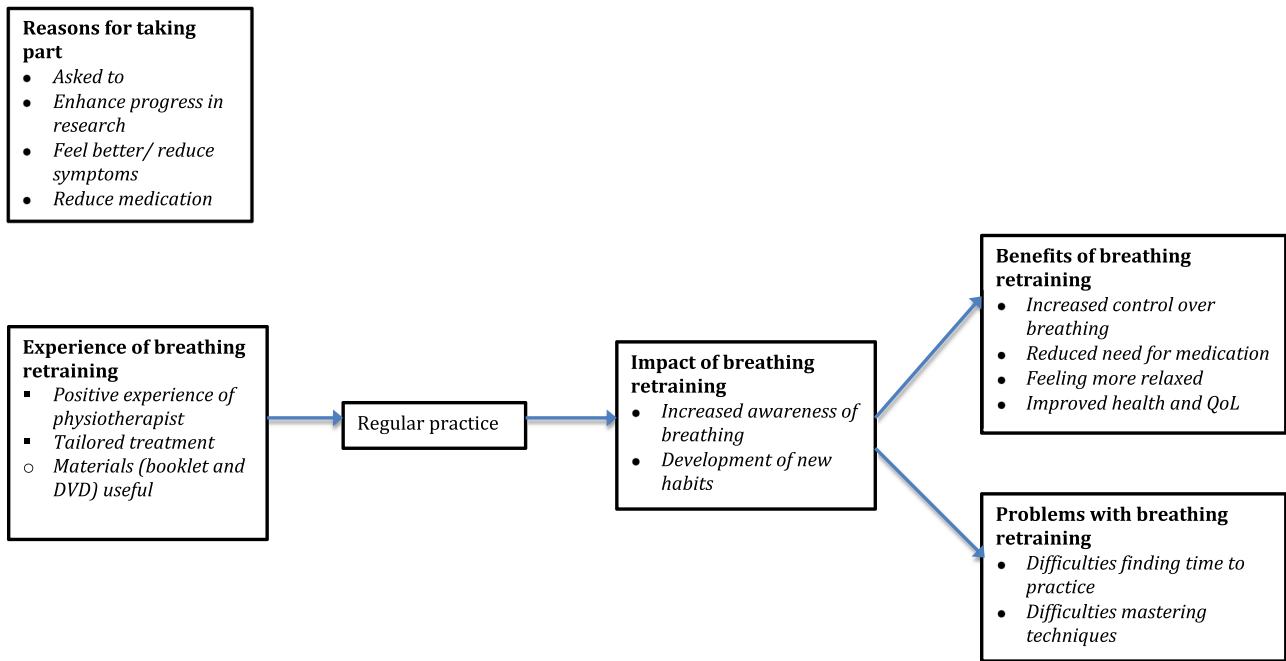 Reasons for taking
part
● Asked to
● Enhance progress in
research
● Feel better/ reduce
symptoms
● Reduce medication
Experience of breathing
retraining
▪ Positive experience of
physiotherapist
▪ Tailored treatment
○ Materials (booklet and
DVD) useful
Regular practice
Impact of breathing
retraining
● Increased awareness of
breathing
● Development of new
habits
Benefits of breathing
retraining
● Increased control over
breathing
● Reduced need for medication
● Feeling more relaxed
● Improved health and QoL
Problems with breathing
retraining
● Difficulties finding time to
practice
● Difficulties mastering
techniques